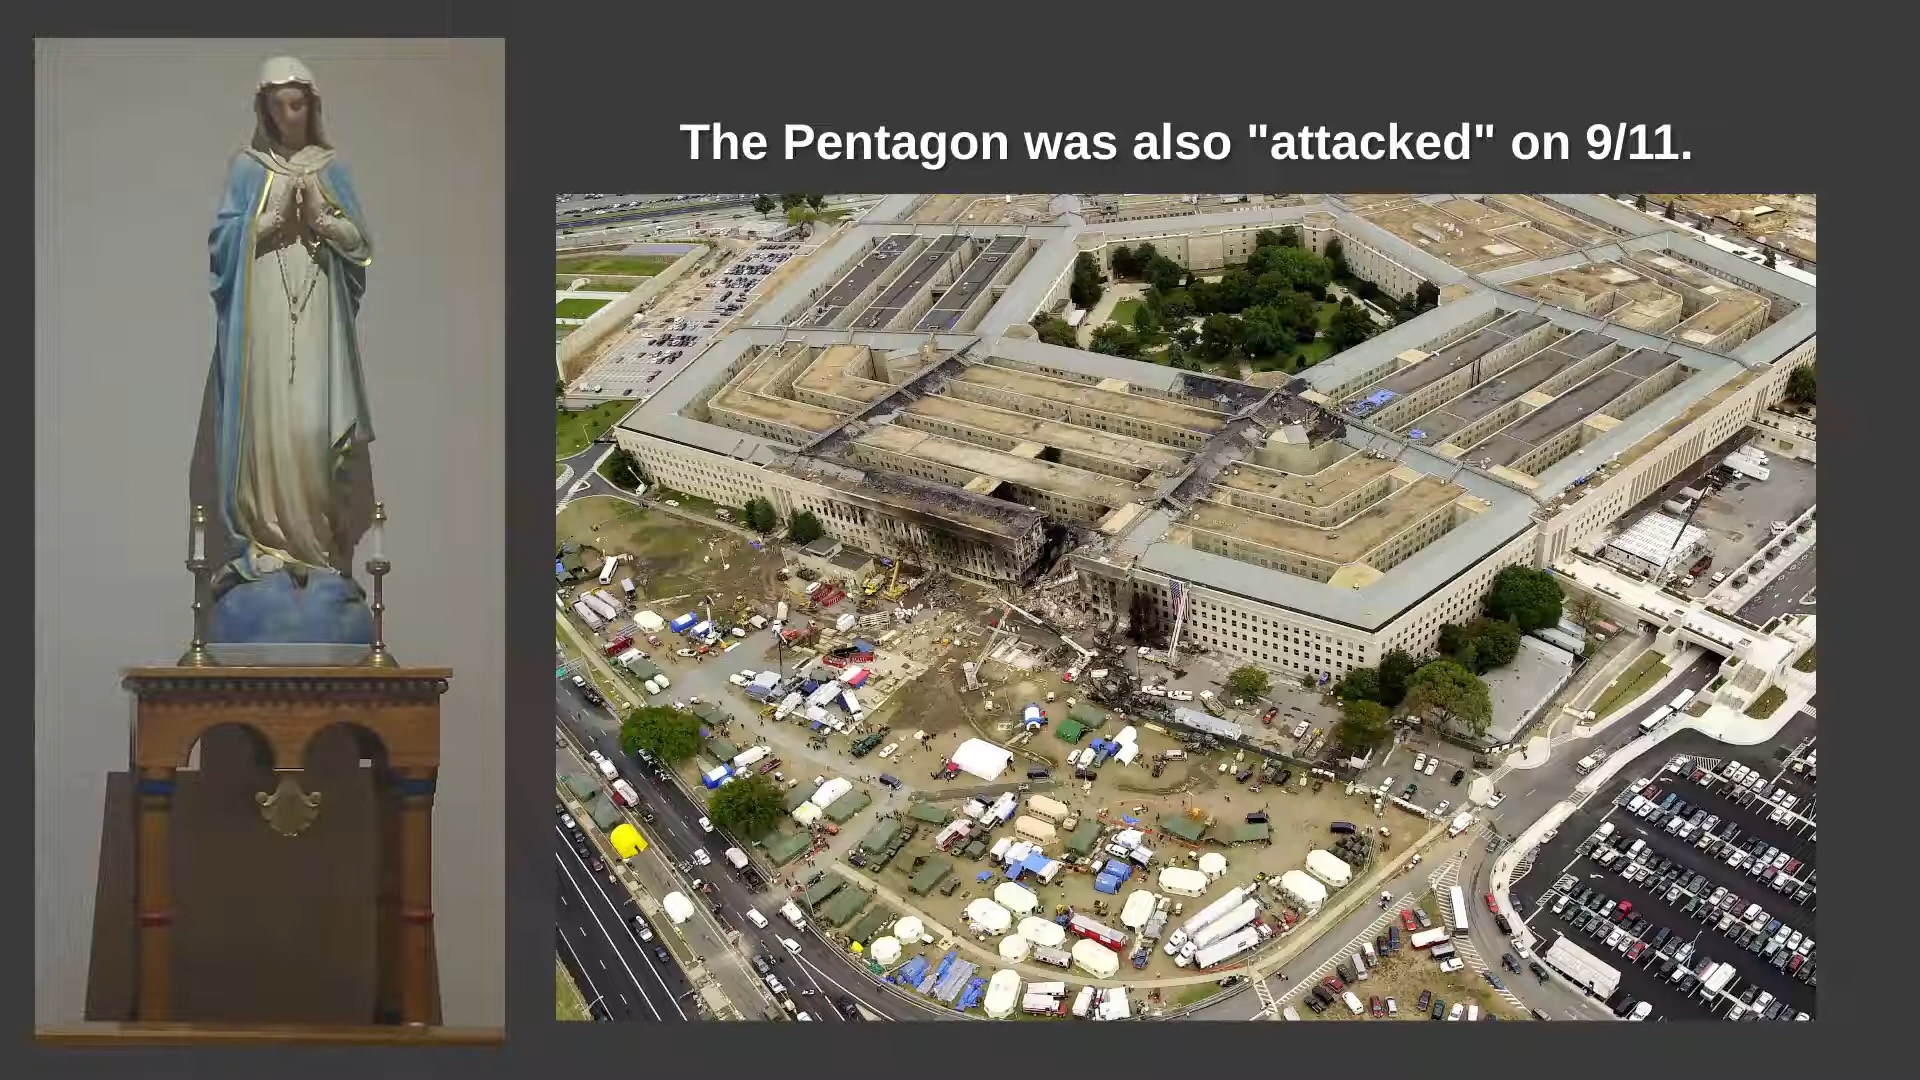 The Pentagon was also "attacked" on 9/11.